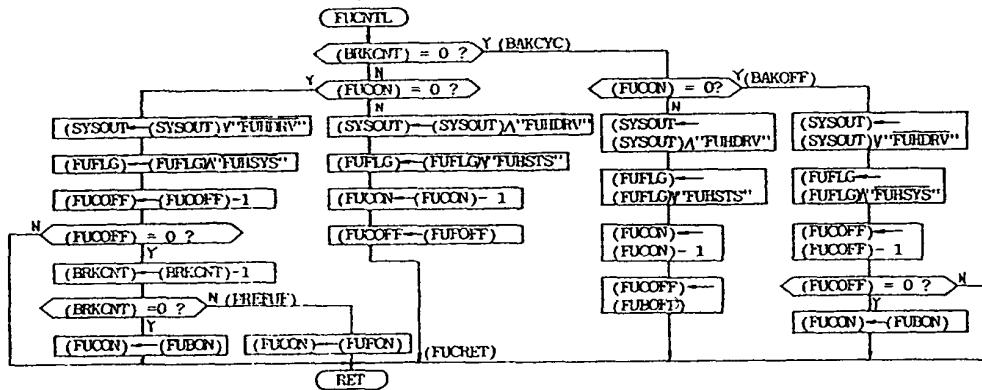 FUCNTL
(BRKCNT) = 0 ?
Y (BAKCYC)
N
Y
(FUCON) = 0 ?
N
(SYSOUT←(SYSOUT)∨"FUHDRV"
(FUFLG)←(FUFLG∧"FUHSYS"
(FUCOFF)←(FUCOFF)-1
N
(FUCOFF) = 0 ?
Y
(BRKCNT)←(BRKCNT)-1
(BRKCNT) =0 ?
N (PREFUF)
Y
(FUCON)←(FUBON)
(SYSOUT)←(SYSOUT)∧"FUHDRV"
(FUFLG)←(FUFLG∨"FUHSTS"
(FUCON←(FUCON)- 1
(FUCOFF←(FUFOFF)
(FUCON)←(FUFON)
(FUCRET)
RET
(FUCON) = 0?
Y(BAKOFF)
N
(SYSOUT)←
(SYSOUT)∧"FUHDRV"
(FUFLG)←
(FUFLG∨"FUHSTS"
(FUCON)←
(FUCON)- 1
(FUCOFF)←
(FUBOFF)
(SYSOUT)←
(SYSOUT)∨"FUHDRV"
(FUFLG←
(FUFLG)∧"FUHSYS"
(FUCOFF)←
(FUCOFF)- 1
(FUCOFF) = 0 ?
N
Y
(FUCON)←(FUBON)